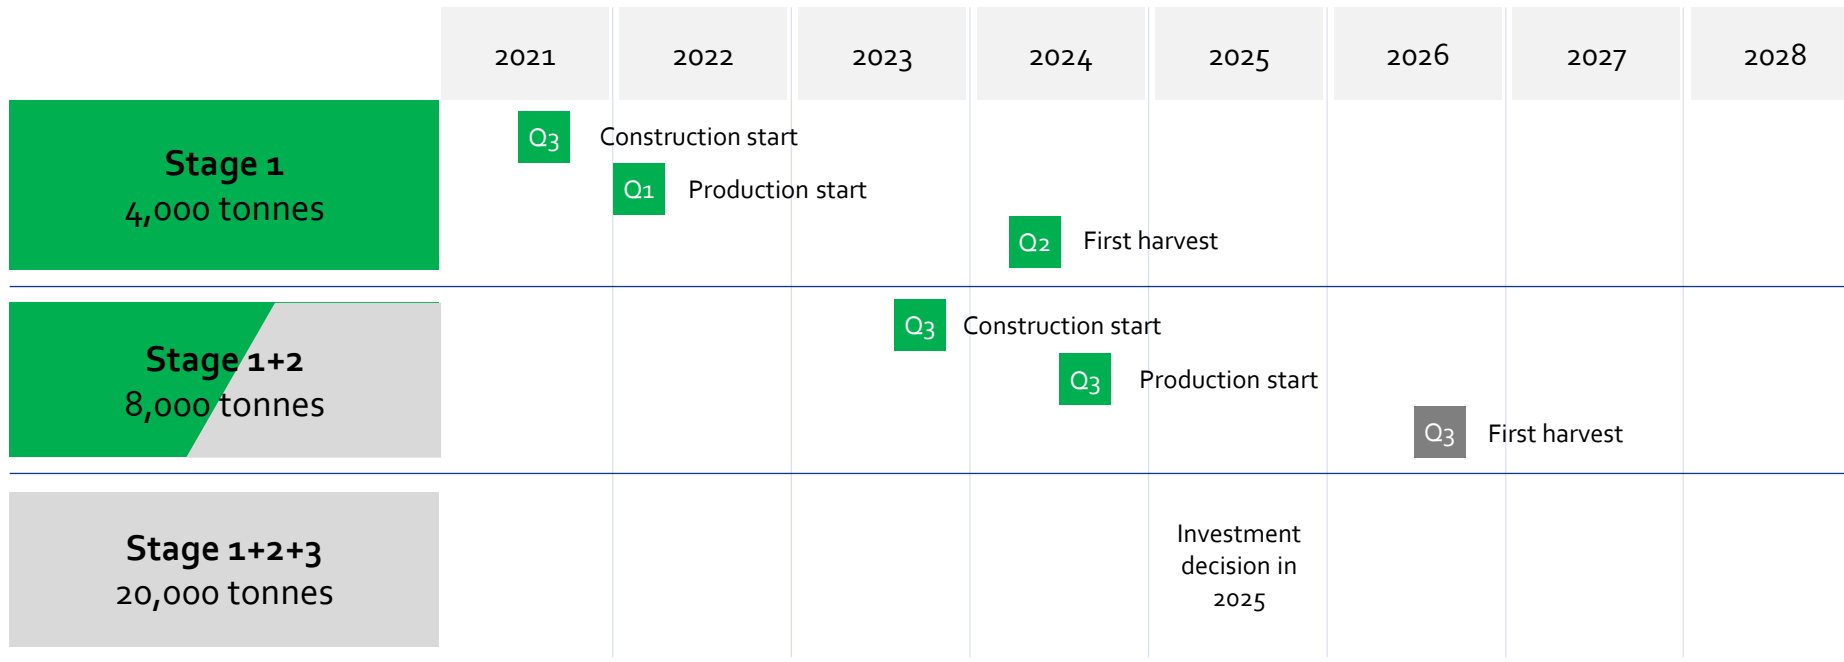 2021 2022 2023 2024 2025 2026 2027 2028
Stage 1
4,000 tonnes
Q3 Construction start
Q1 Production start
Q2 First harvest
Stage 1+2
8,000 tonnes
Q3 Construction start
Q3 Production start
Q3 First harvest
Stage 1+2+3
20,000 tonnes
Investment
decision in
2025